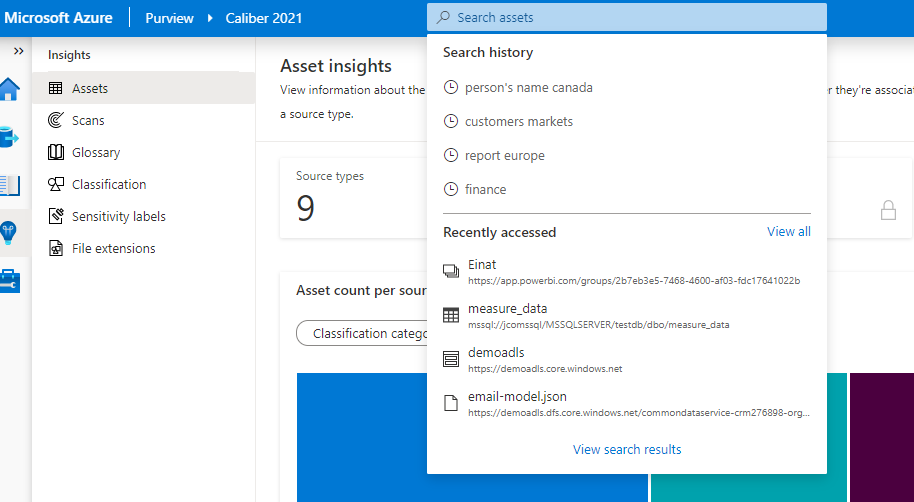 Microsoft Azure
Purview
Caliber 2021
Search assets
Insights
Assets
Scans
Glossary
Classification
Sensitivity labels
File extensions
Asset insights
View information about the
er they're associa
a source type.
Source types
9
Asset count per sour
Classification catego
Search history
person's name canada
customers markets
report europe
finance
Recently accessed
View all
Einat
https://app.powerbi.com/groups/2b7eb3e5-7468-4600-af03-fdc17641022b
measure_data
mssql://jcomssql/MSSQLSERVER/testdb/dbo/measure_data
demoadls
https://demoadls.core.windows.net
email-model.json
https://demoadls.dfs.core.windows.net/commondataservice-crm276898-org...
View search results